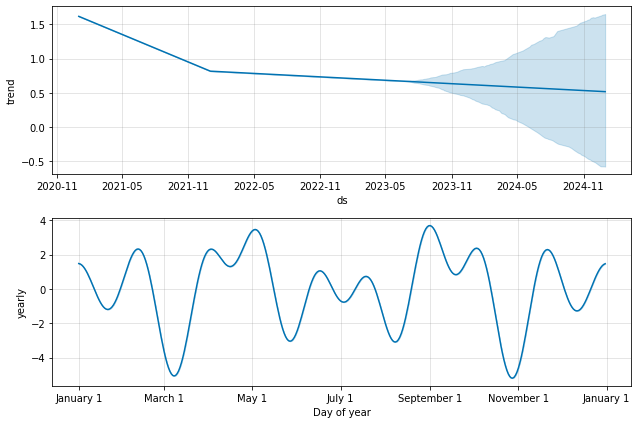 1.5
1.0
0.5
0.0
−0.5
trend
2020-11 2021-05 2021-11 2022-05 2022-11 2023-05 2023-11 2024-05 2024-11
ds
4
2
0
−2
−4
yearly
January 1 March 1 May 1 July 1 September 1 November 1 January 1
Day of year